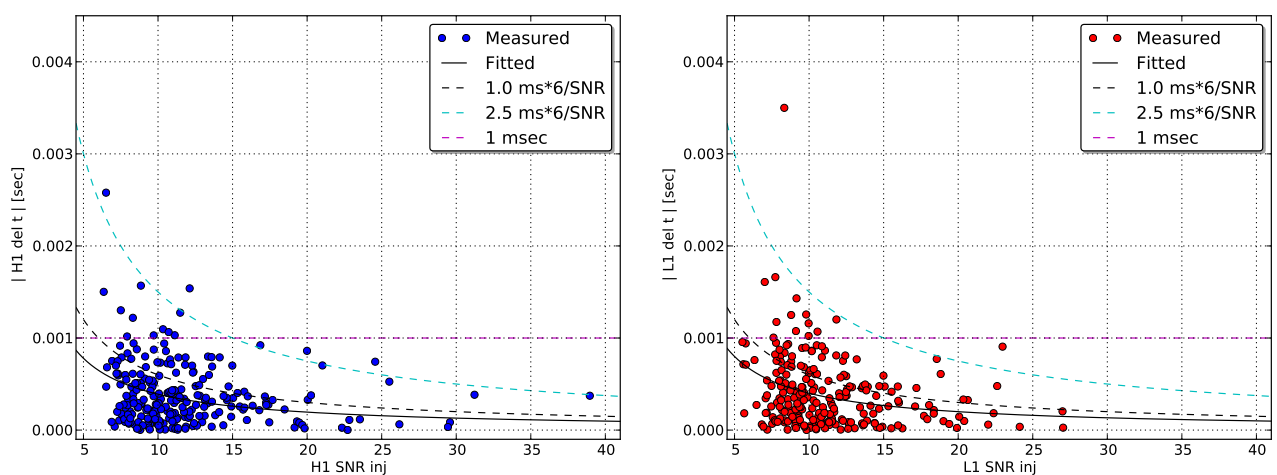 | H1 del t | [sec]
0.004
0.003
0.002
0.001
0.000
5 10 15 20 25 30 35 40
H1 SNR inj
Measured
Fitted
1.0 ms*6/SNR
2.5 ms*6/SNR
1 msec
| L1 del t | [sec]
0.004
0.003
0.002
0.001
0.000
5 10 15 20 25 30 35 40
L1 SNR inj
Measured
Fitted
1.0 ms*6/SNR
2.5 ms*6/SNR
1 msec